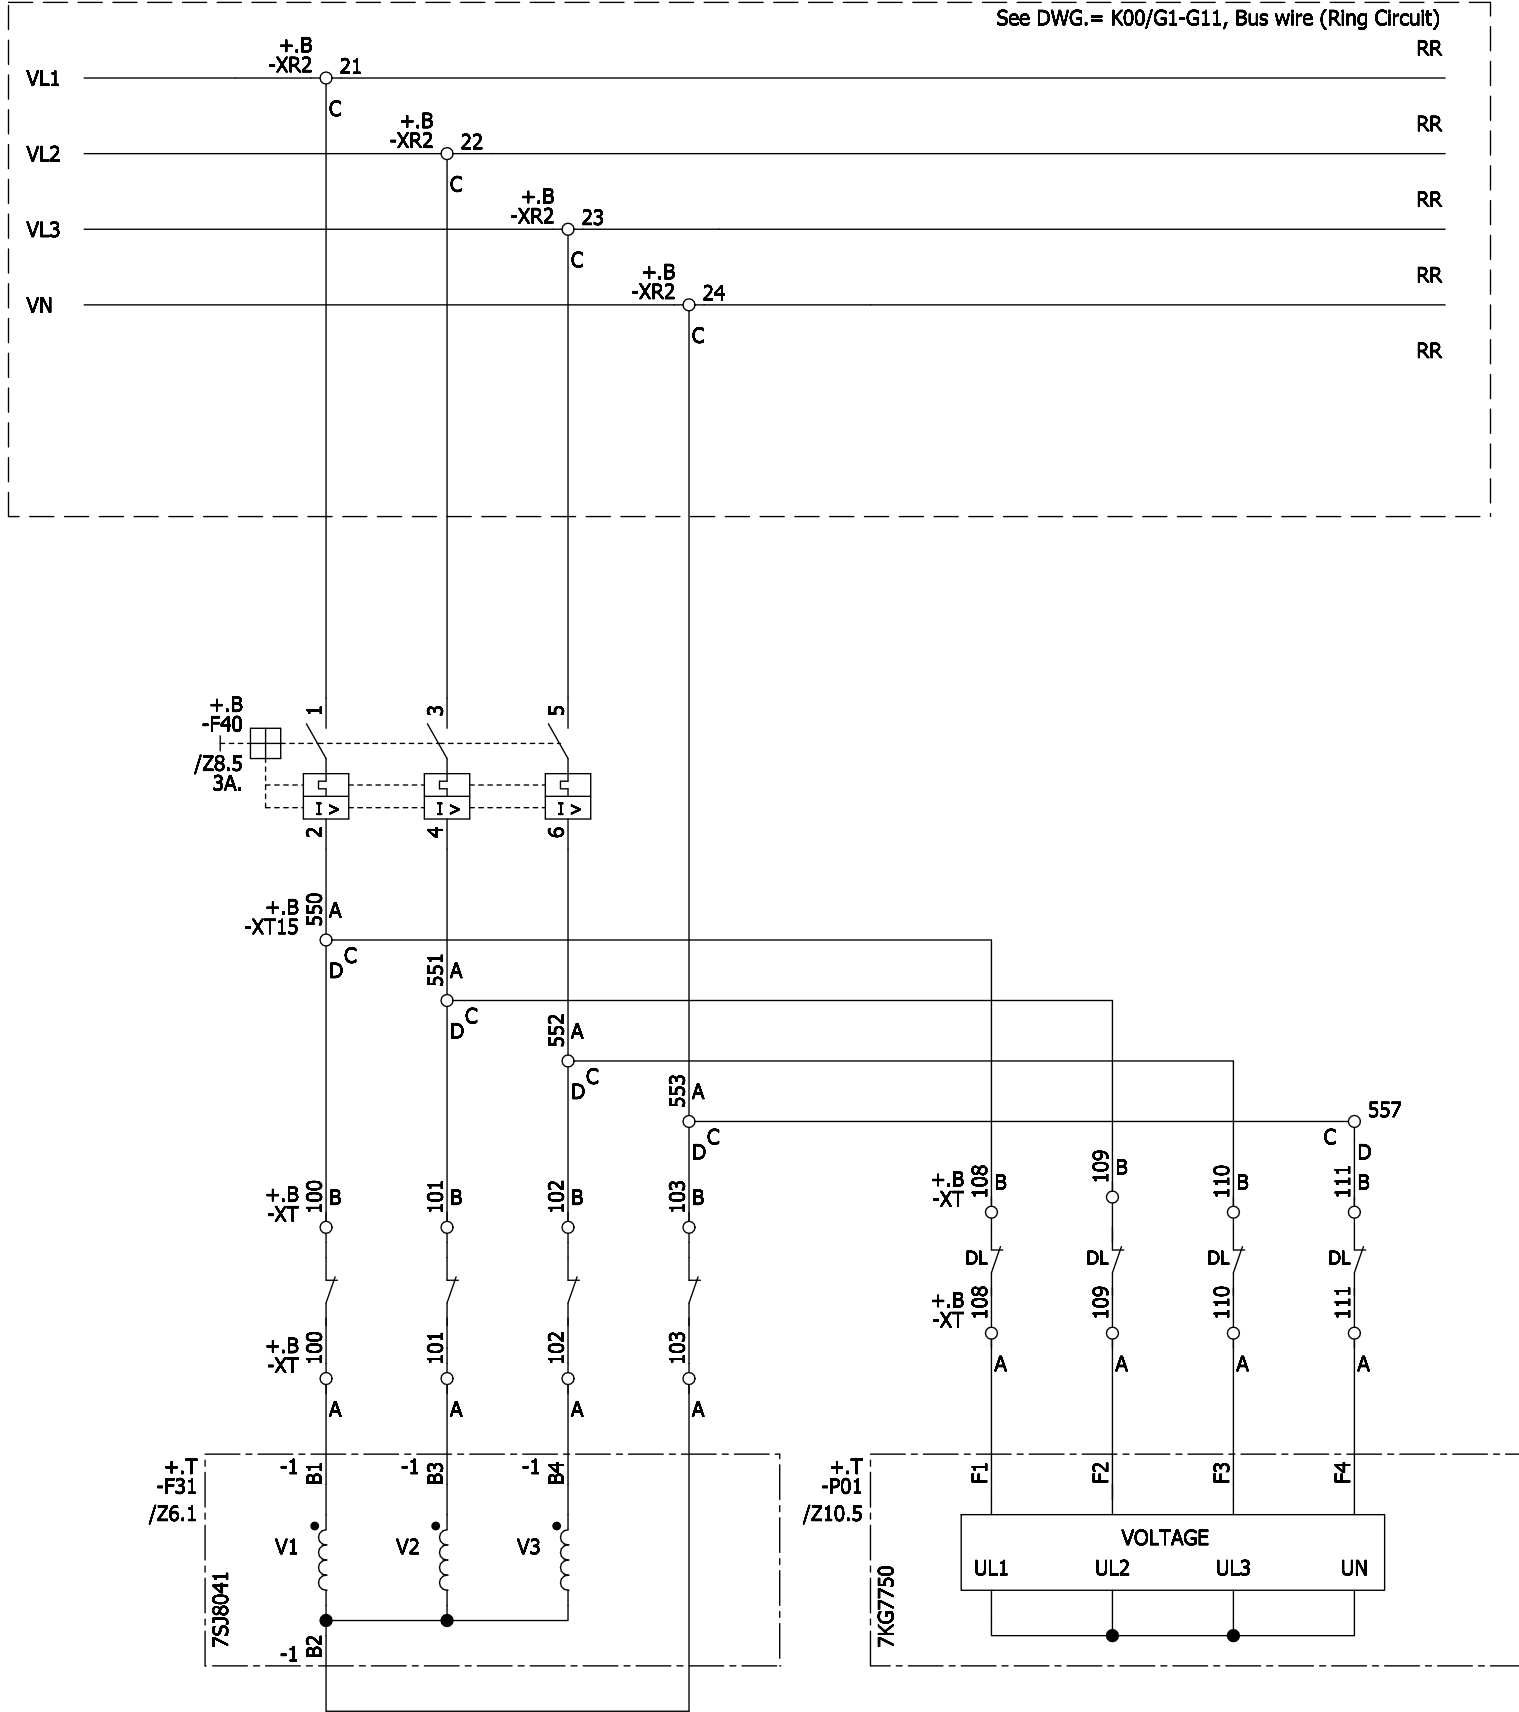 See DWG.= K00/G1-G11, Bus wire (Ring Circuit)
RR
+.B
-XR2 21
VL1
C
RR
+.B
-XR2 22
VL2
C
RR
+.B
-XR2 23
VL3
C
RR
+.B
-XR2 24
VN
C
RR
+.B
-F40
/Z8.5
3A.
1 3 5
I > I > I >
2 4 6
+.B
-XT15
550 A
D C
551 A
D C
552 A
D C
553 A
D C
557
C D
+.B
-XT
100 B 101 B 102 B 103 B
+.B
-XT
108 B 109 B 110 B 111 B
DL DL DL DL
+.B
-XT
108 109 110 111
A A A A
+.B
-XT
100 101 102 103
A A A A
+.T
-F31
/Z6.1
-1 B1 -1 B3 -1 B4
V1 V2 V3
7SJ8041
-1 B2
+.T
-P01
/Z10.5
F1 F2 F3 F4
VOLTAGE
UL1 UL2 UL3 UN
7KG7750